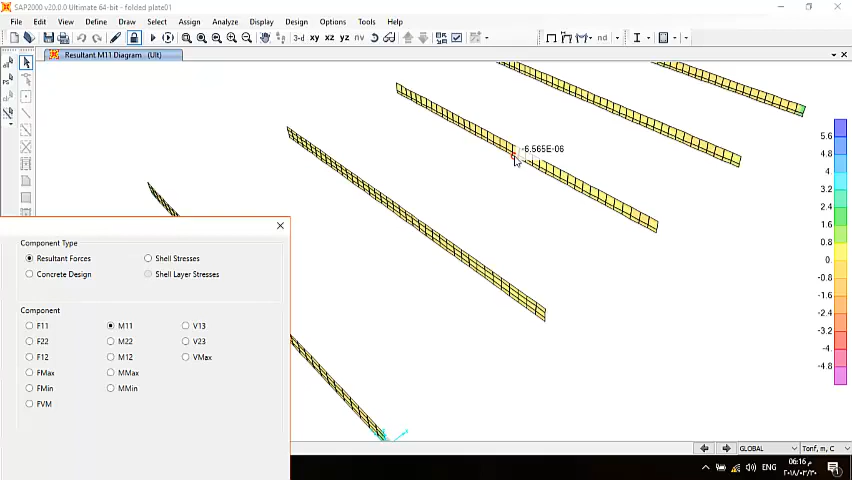 SAP2000 v20.0.0 Ultimate 64-bit - folded plate01
File Edit View Define Draw Select Assign Analyze Display Design Options Tools Help
3-d xy xz yz nv nd
Resultant M11 Diagram (Ult)
-6.565E-06
5.6
4.8
4.
3.2
2.4
1.6
0.8
-0.8
-1.6
-2.4
-3.2
-4.
-4.8
Component Type
Resultant Forces Shell Stresses
Concrete Design Shell Layer Stresses
Component
F11 M11 V13
F22 M22 V23
F12 M12 VMax
FMax MMax
FMin MMin
FVM
GLOBAL Tonf, m, C
ENG
06:16 م
٢٠١٨/٠٣/٢٠